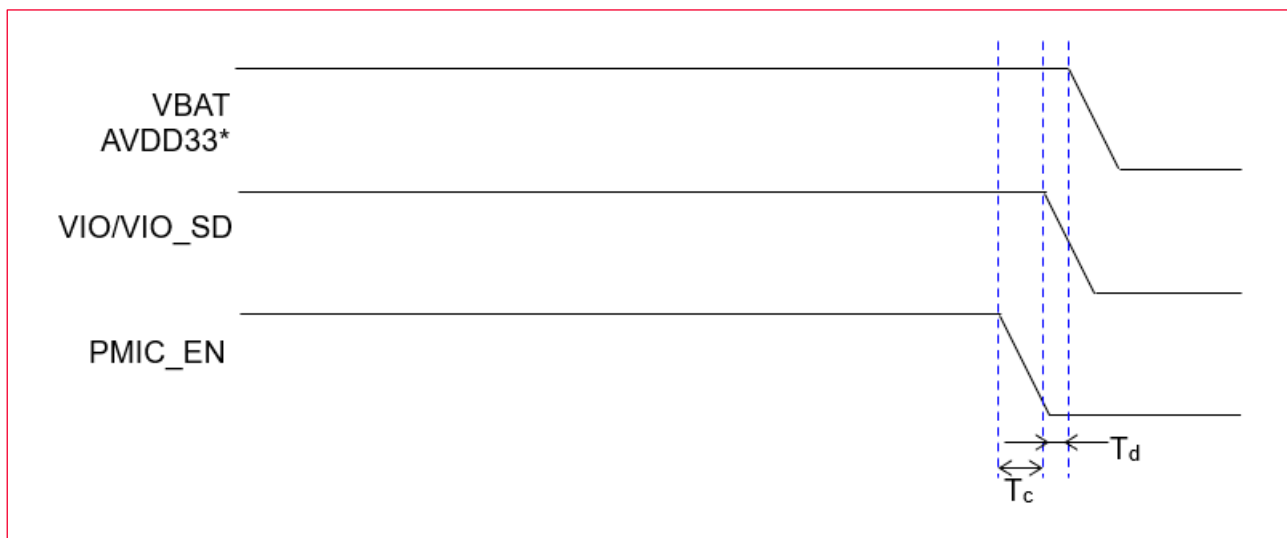 VBAT
AVDD33*
VIO/VIO_SD
PMIC_EN
Td
Tc